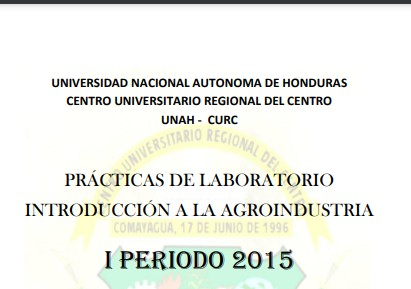 UNIVERSIDAD NACIONAL AUTONOMA DE HONDURAS
CENTRO UNIVERSITARIO REGIONAL DEL CENTRO
UNAH - CURC
UNIVERSITARIO REGIONAL DEL CENTRO
PRÁCTICAS DE LABORATORIO
INTRODUCCIÓN A LA AGROINDUSTRIA
COMAYAGUA, 17 DE JUNIO DE 1996
I PERIODO 2015